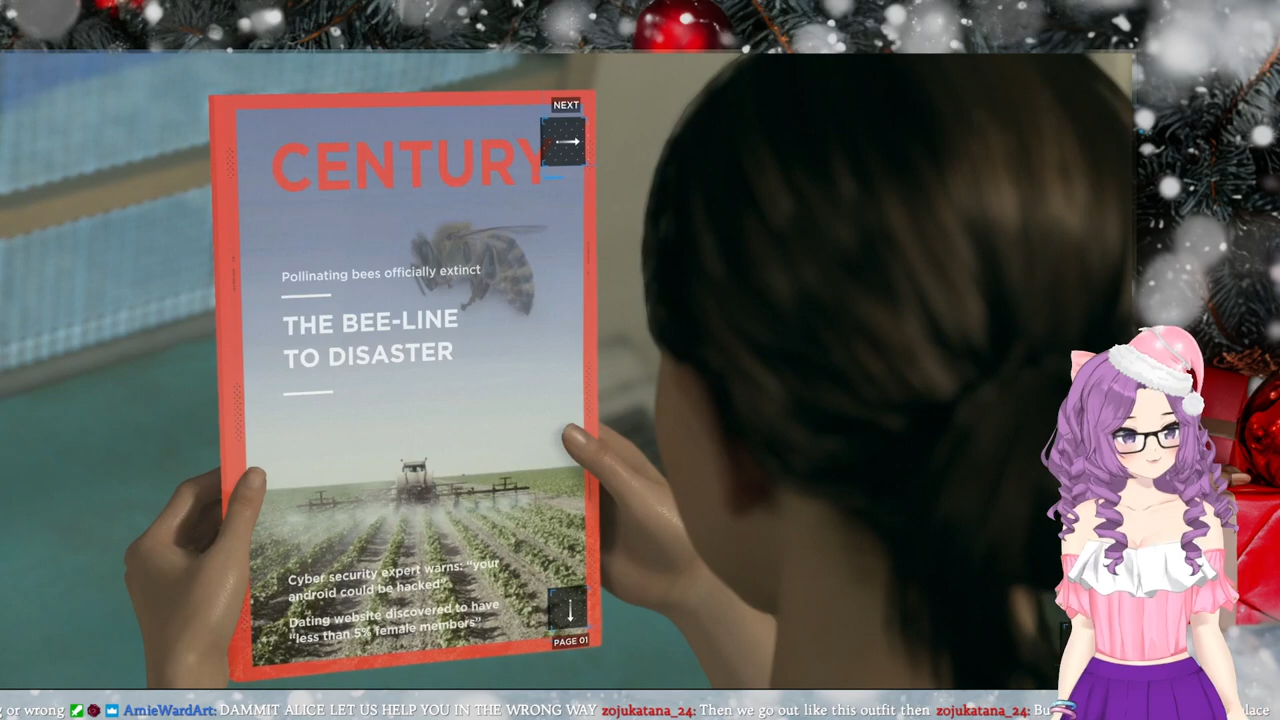 NEXT
CENTURY
Pollinating bees officially extinct
THE BEE-LINE
TO DISASTER
Cyber security expert warns: "your
android could be hacked"
Dating website discovered to have
"less than 5% female members"
PAGE 01
g or wrong AmieWardArt: DAMMIT ALICE LET US HELP YOU IN THE WRONG WAY zojukatana_24: Then we go out like this outfit then zojukatana_24: Bu lace